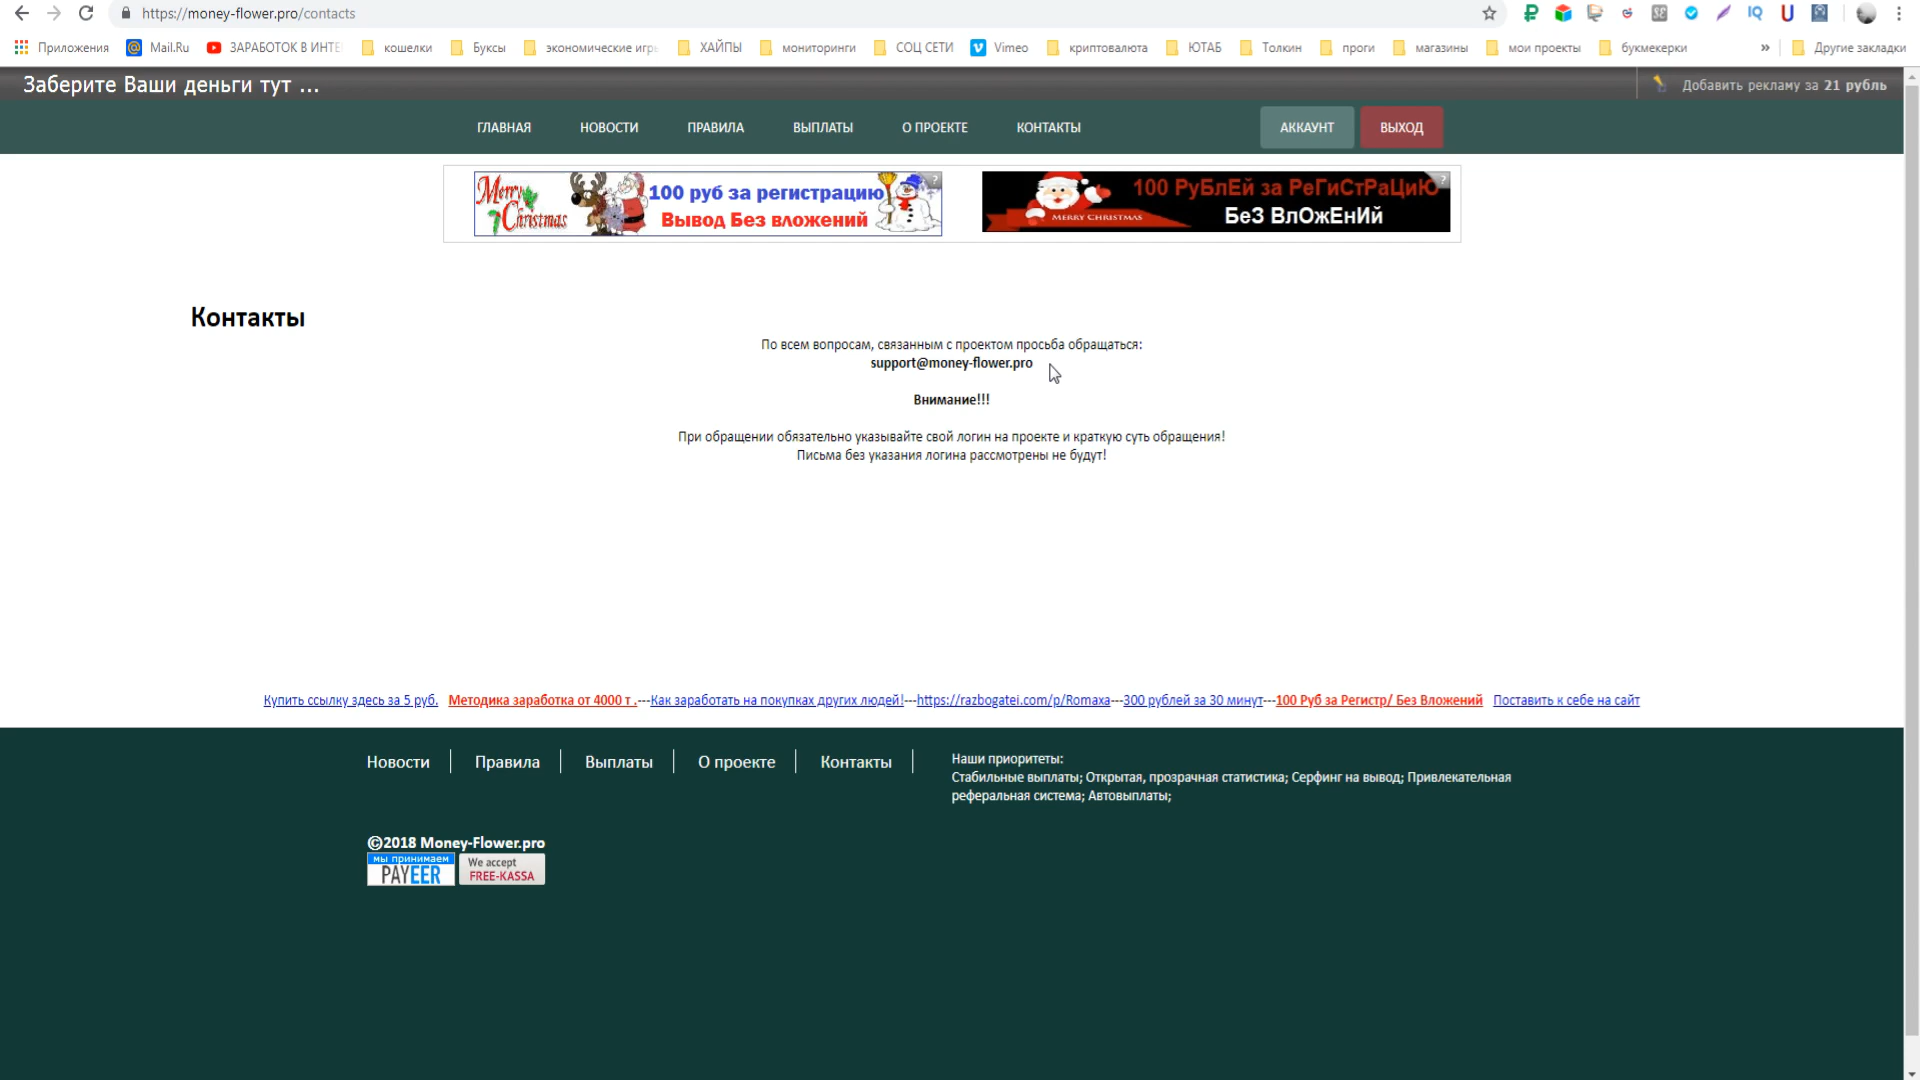 https://money-flower.pro/contacts
Приложения Mail.Ru ЗАРАБОТОК В ИНТЕ кошелки Буксы экономические игры ХАЙПЫ мониторинги СОЦ СЕТИ Vimeo криптовалюта ЮТАБ Толкин проги магазины мои проекты букмекерки » Другие закладки
Заберите Ваши деньги тут ...
Добавить рекламу за 21 рубль
ГЛАВНАЯ НОВОСТИ ПРАВИЛА ВЫПЛАТЫ О ПРОЕКТЕ КОНТАКТЫ АККАУНТ ВЫХОД
Merry Christmas
100 руб за регистрацию
Вывод Без вложений
?
MERRY CHRISTMAS
100 РуБлЕй за РеГиСтРаЦиЮ
БеЗ ВлОжЕнИй
?
Контакты
По всем вопросам, связанным с проектом просьба обращаться:
support@money-flower.pro
Внимание!!!
При обращении обязательно указывайте свой логин на проекте и краткую суть обращения!
Письма без указания логина рассмотрены не будут!
Купить ссылку здесь за 5 руб. Методика заработка от 4000 т .---Как заработать на покупках других людей!---https://razbogatei.com/p/Romaxa---300 рублей за 30 минут---100 Руб за Регистр/ Без Вложений Поставить к себе на сайт
Новости Правила Выплаты О проекте Контакты
Наши приоритеты:
Стабильные выплаты; Открытая, прозрачная статистика; Серфинг на вывод; Привлекательная
реферальная система; Автовыплаты;
©2018 Money-Flower.pro
мы принимаем
PAYEER
We accept
FREE-KASSA